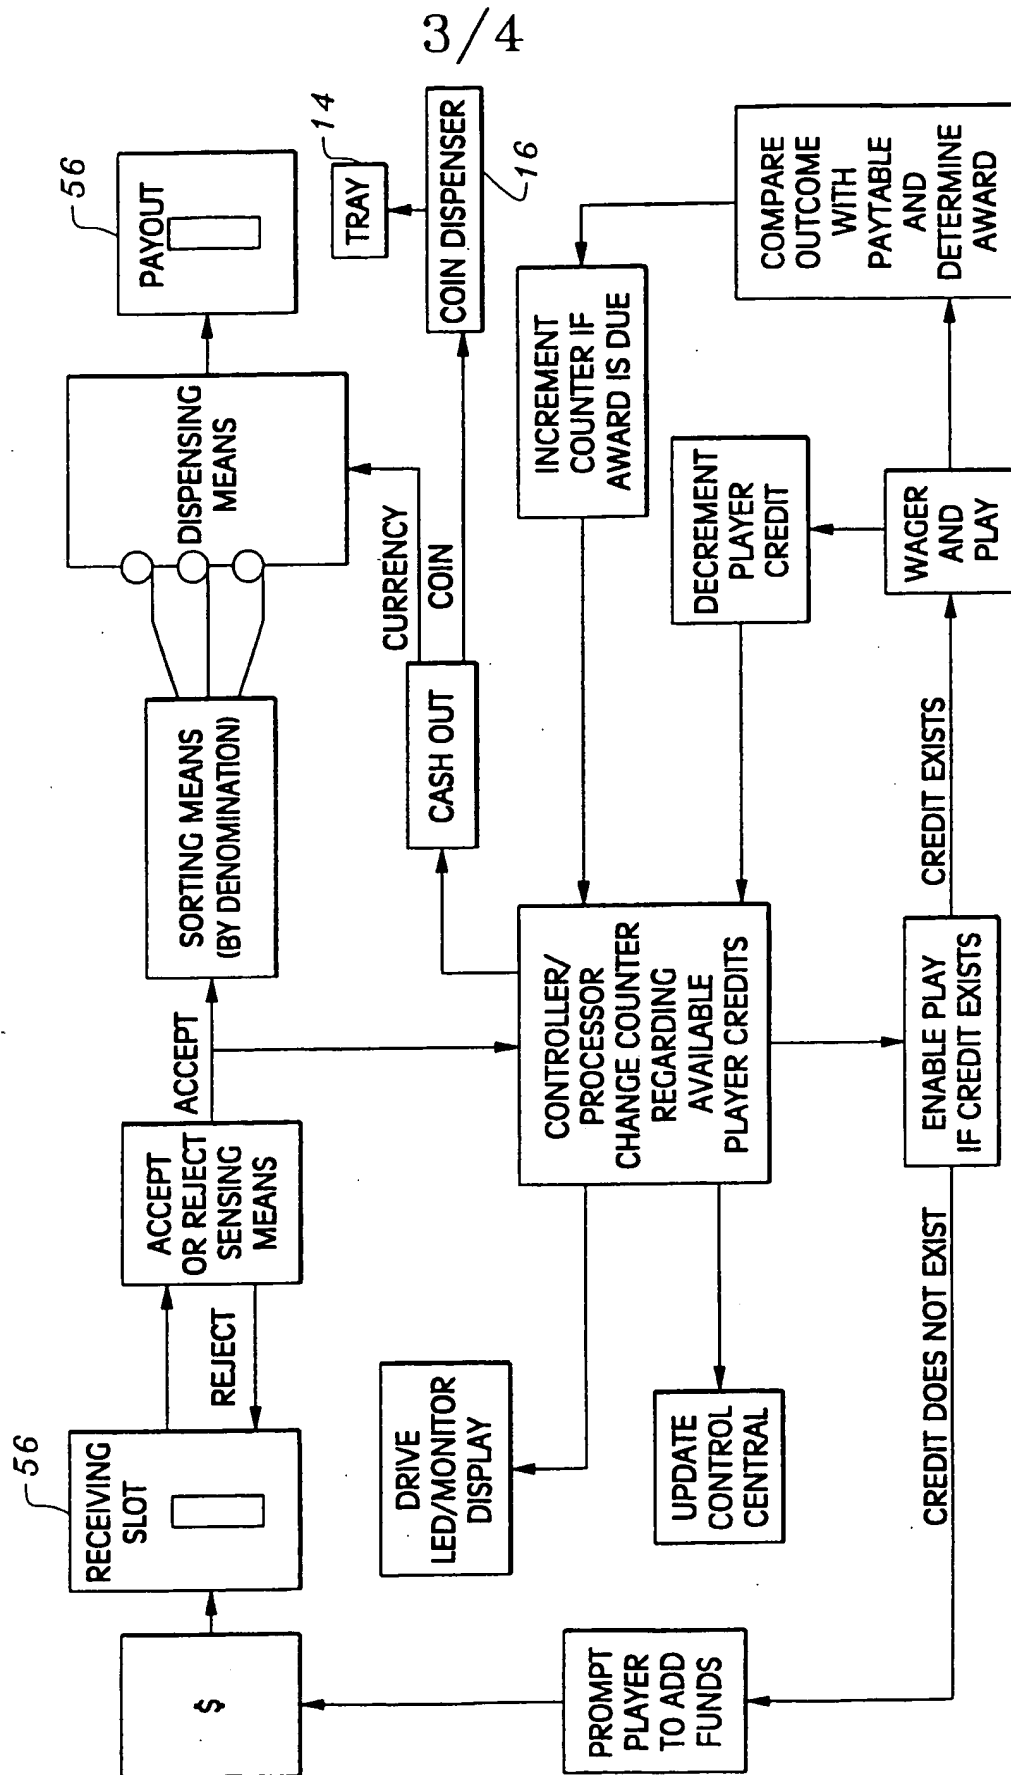 3/4
56
RECEIVING
SLOT
$
ACCEPT
OR REJECT
SENSING
MEANS
REJECT
ACCEPT
SORTING MEANS
(BY DENOMINATION)
DISPENSING
MEANS
56
PAYOUT
14
TRAY
COIN DISPENSER
16
CURRENCY
COIN
CASH OUT
DRIVE
LED/MONITOR
DISPLAY
UPDATE
CONTROL
CENTRAL
CONTROLLER/
PROCESSOR
CHANGE COUNTER
REGARDING
AVAILABLE
PLAYER CREDITS
INCREMENT
COUNTER IF
AWARD IS DUE
DECREMENT
PLAYER
CREDIT
COMPARE
OUTCOME
WITH
PAYTABLE
AND
DETERMINE
AWARD
PROMPT
PLAYER
TO ADD
FUNDS
CREDIT DOES NOT EXIST
ENABLE PLAY
IF CREDIT EXISTS
CREDIT EXISTS
WAGER
AND
PLAY